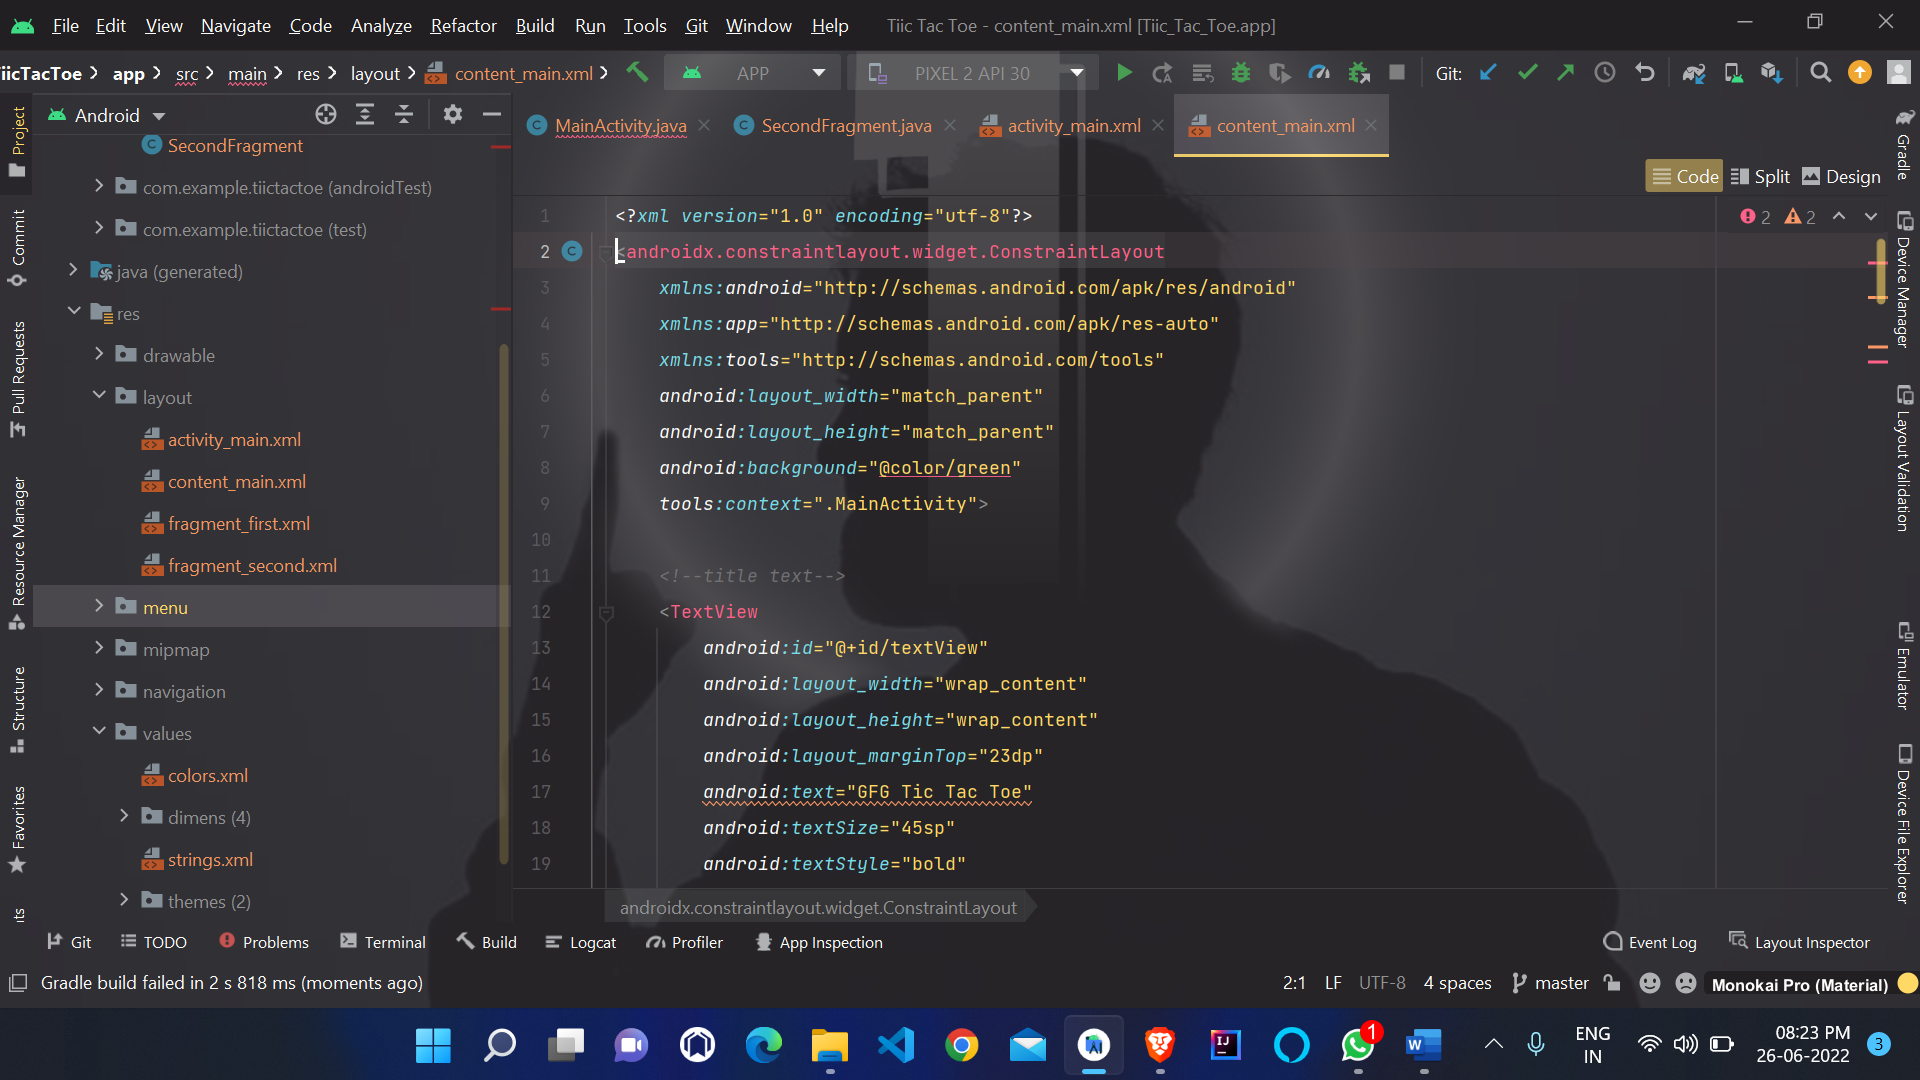 File Edit View Navigate Code Analyze Refactor Build Run Tools Git Window Help Tiic Tac Toe - content_main.xml [Tiic_Tac_Toe.app]
iicTacToe app src main res layout content_main.xml APP PIXEL 2 API 30 Git:
Project
Commit
Pull Requests
Resource Manager
Structure
Favorites
Android
SecondFragment
com.example.tiictactoe (androidTest)
com.example.tiictactoe (test)
java (generated)
res
drawable
layout
activity_main.xml
content_main.xml
fragment_first.xml
fragment_second.xml
menu
mipmap
navigation
values
colors.xml
dimens (4)
strings.xml
themes (2)
MainActivity.java SecondFragment.java activity_main.xml content_main.xml
Code Split Design
2 2
1 <?xml version="1.0" encoding="utf-8"?>
2 <androidx.constraintlayout.widget.ConstraintLayout
3 xmlns:android="http://schemas.android.com/apk/res/android"
4 xmlns:app="http://schemas.android.com/apk/res-auto"
5 xmlns:tools="http://schemas.android.com/tools"
6 android:layout_width="match_parent"
7 android:layout_height="match_parent"
8 android:background="@color/green"
9 tools:context=".MainActivity">
10
11 <!--title text-->
12 <TextView
13 android:id="@+id/textView"
14 android:layout_width="wrap_content"
15 android:layout_height="wrap_content"
16 android:layout_marginTop="23dp"
17 android:text="GFG Tic Tac Toe"
18 android:textSize="45sp"
19 android:textStyle="bold"
androidx.constraintlayout.widget.ConstraintLayout
Gradle
Device Manager
Layout Validation
Emulator
Device File Explorer
Git TODO Problems Terminal Build Logcat Profiler App Inspection Event Log Layout Inspector
Gradle build failed in 2 s 818 ms (moments ago) 2:1 LF UTF-8 4 spaces master Monokai Pro (Material)
1
ENG
IN
08:23 PM
26-06-2022
3